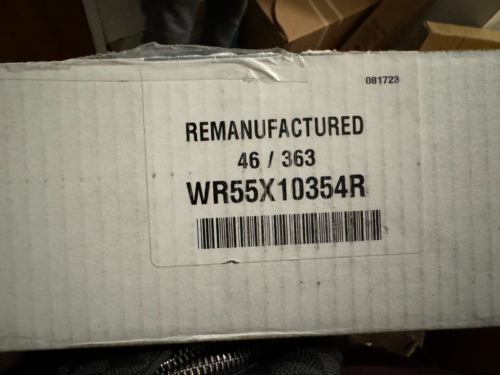 081723
REMANUFACTURED
46 / 363
WR55X10354R